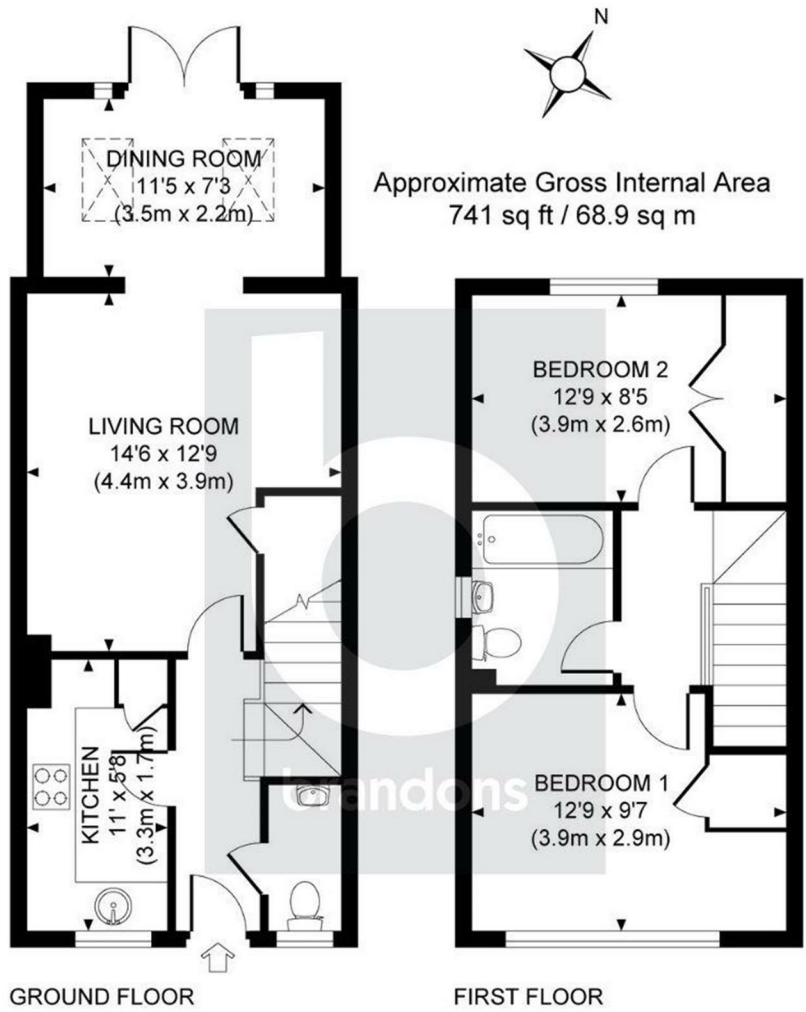 N
DINING ROOM
11'5 x 7'3
(3.5m x 2.2m)
Approximate Gross Internal Area
741 sq ft / 68.9 sq m
LIVING ROOM
14'6 x 12'9
(4.4m x 3.9m)
BEDROOM 2
12'9 x 8'5
(3.9m x 2.6m)
KITCHEN
11' x 5'8
(3.3m x 1.7m)
brandons
BEDROOM 1
12'9 x 9'7
(3.9m x 2.9m)
GROUND FLOOR
FIRST FLOOR